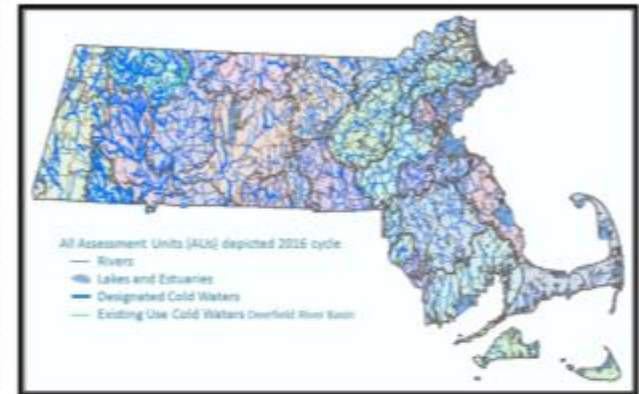 All Assessment Units (AUs) depicted 2016 cycle
Rivers
Lakes and Estuaries
Designated Cold Waters
Existing Use Cold Waters Deerfield River Basin